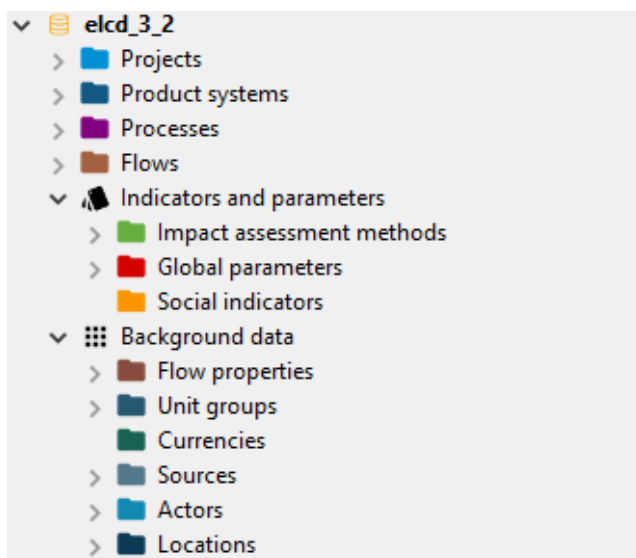 elcd_3_2
Projects
Product systems
Processes
Flows
Indicators and parameters
Impact assessment methods
Global parameters
Social indicators
Background data
Flow properties
Unit groups
Currencies
Sources
Actors
Locations